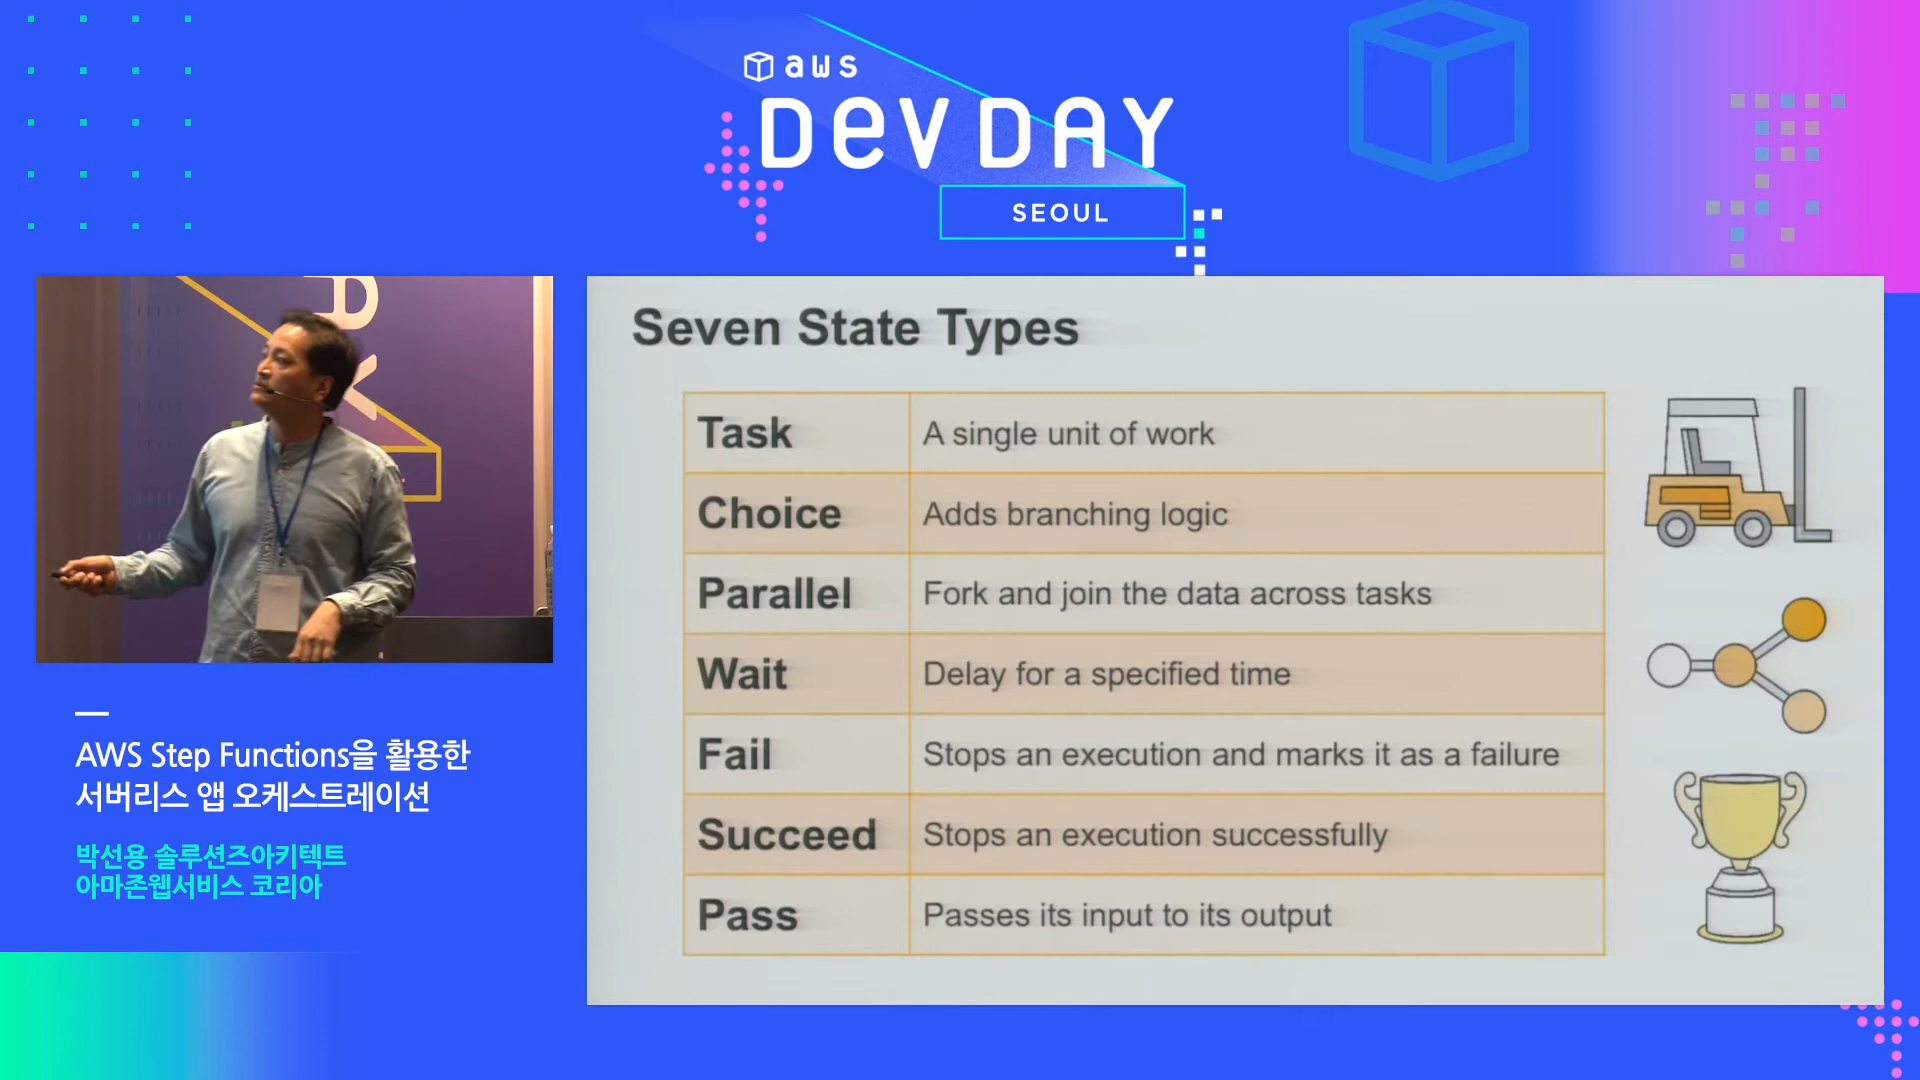 aws
DevDAY
SEOUL
Seven State Types
Task A single unit of work
Choice Adds branching logic
Parallel Fork and join the data across tasks
Wait Delay for a specified time
Fail Stops an execution and marks it as a failure
Succeed Stops an execution successfully
Pass Passes its input to its output
AWS Step Functions을 활용한
서버리스 앱 오케스트레이션
박선용 솔루션즈아키텍트
아마존웹서비스 코리아